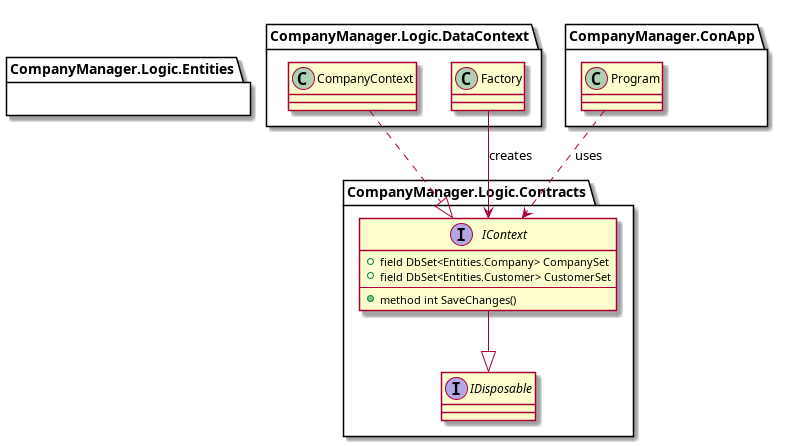 CompanyManager.Logic.DataContext
CompanyManager.ConApp
CompanyManager.Logic.Entities
C CompanyContext
C Factory
C Program
creates
uses
CompanyManager.Logic.Contracts
I IContext
field DbSet<Entities.Company> CompanySet
field DbSet<Entities.Customer> CustomerSet
method int SaveChanges()
I IDisposable